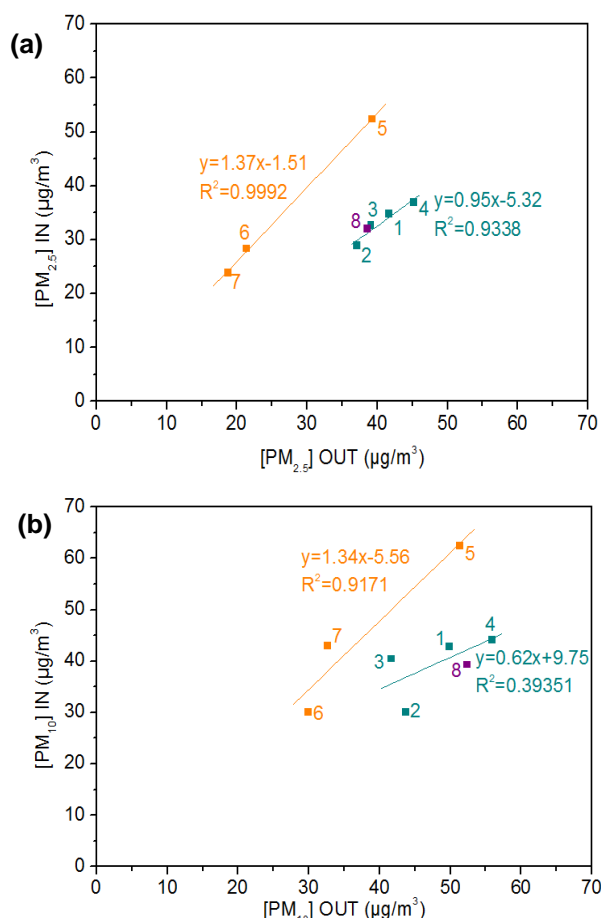 (a)
70
60
50
40
30
20
10
0
[PM2.5] IN (µg/m³)
5
y=1.37x-1.51
R²=0.9992
6
7
8
3
4
1
2
y=0.95x-5.32
R²=0.9338
0 10 20 30 40 50 60 70
[PM2.5] OUT (µg/m³)
(b)
70
60
50
40
30
20
10
0
[PM10] IN (µg/m³)
y=1.34x-5.56
R²=0.9171
5
7
6
4
1
3
8
2
y=0.62x+9.75
R²=0.39351
0 10 20 30 40 50 60 70
[PM10] OUT (µg/m³)